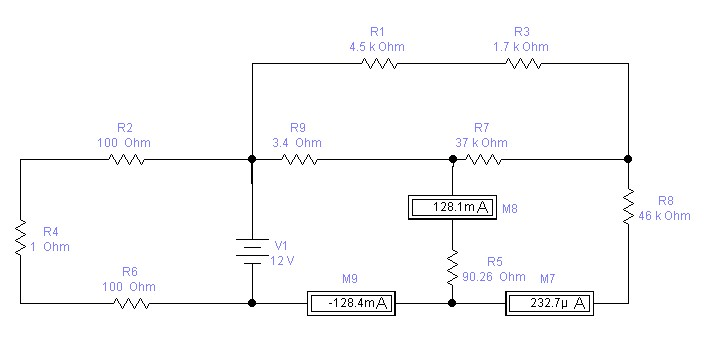 R1
4.5 k Ohm
R3
1.7 k Ohm
R2
100 Ohm
R9
3.4 Ohm
R7
37 k Ohm
128.1m A
M8
R8
46 k Ohm
R4
1 Ohm
V1
12 V
R5
90.26 Ohm
R6
100 Ohm
M9
-128.4m A
M7
232.7µ A